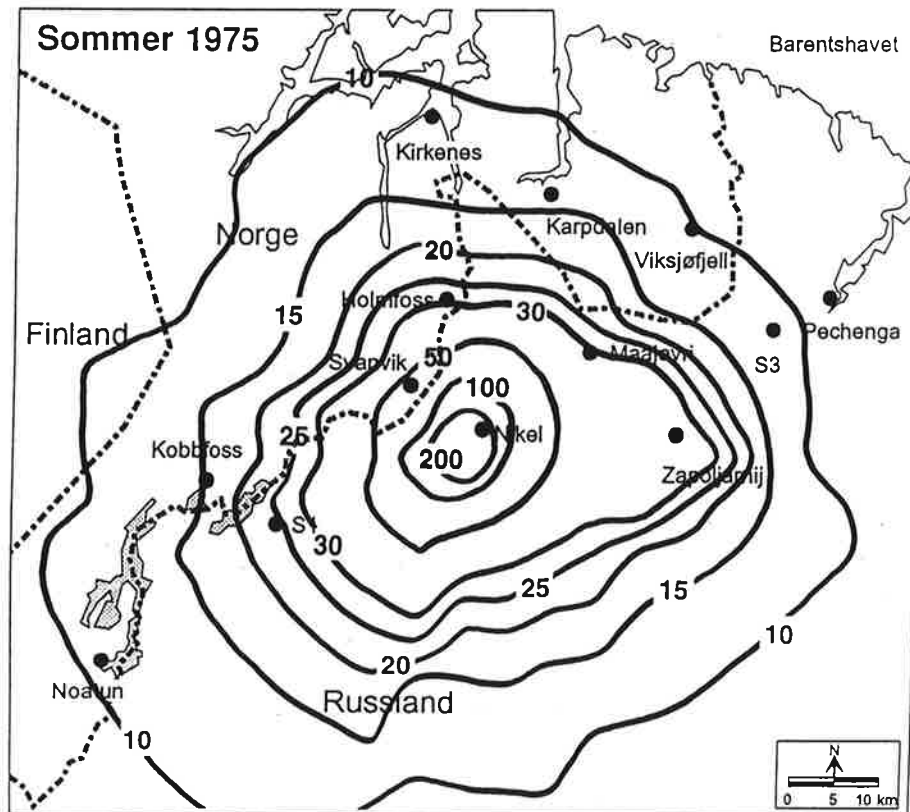 Sommer 1975
Barentshavet
10
Kirkenes
Karpdalen
Norge
Viksjøfjell
20
Holmfoss
15
30
Pechenga
Finland
Maajavri
S3
Svanvik
50
100
25
Nikel
Kobbfoss
200
Zapoljarnij
S1
30
25
15
10
20
Noatun
Russland
10
N
0 5 10 km